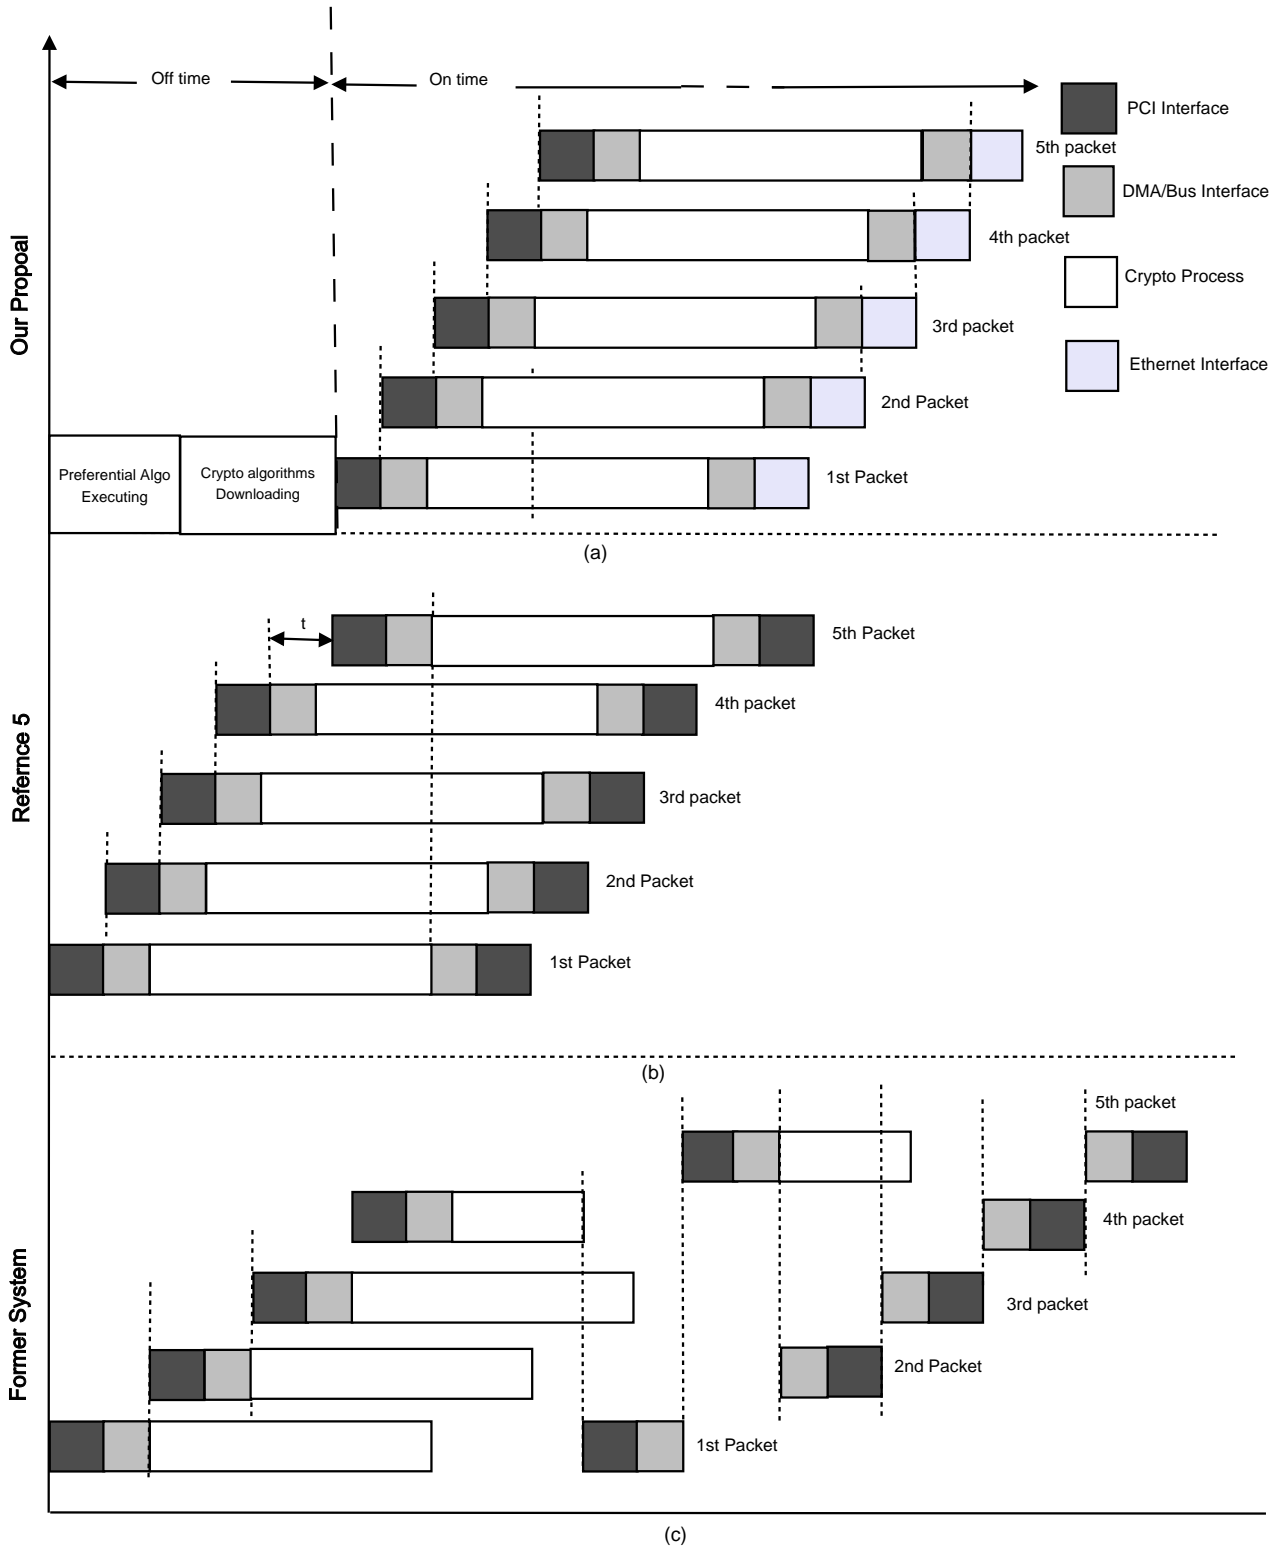 Off time
On time
PCI Interface
5th packet
DMA/Bus Interface
4th packet
Crypto Process
3rd packet
Ethernet Interface
2nd Packet
Our Propoal
Preferential Algo
Executing
Crypto algorithms
Downloading
1st Packet
(a)
t
5th Packet
4th packet
Refernce 5
3rd packet
2nd Packet
1st Packet
(b)
5th packet
4th packet
Former System
3rd packet
2nd Packet
1st Packet
(c)